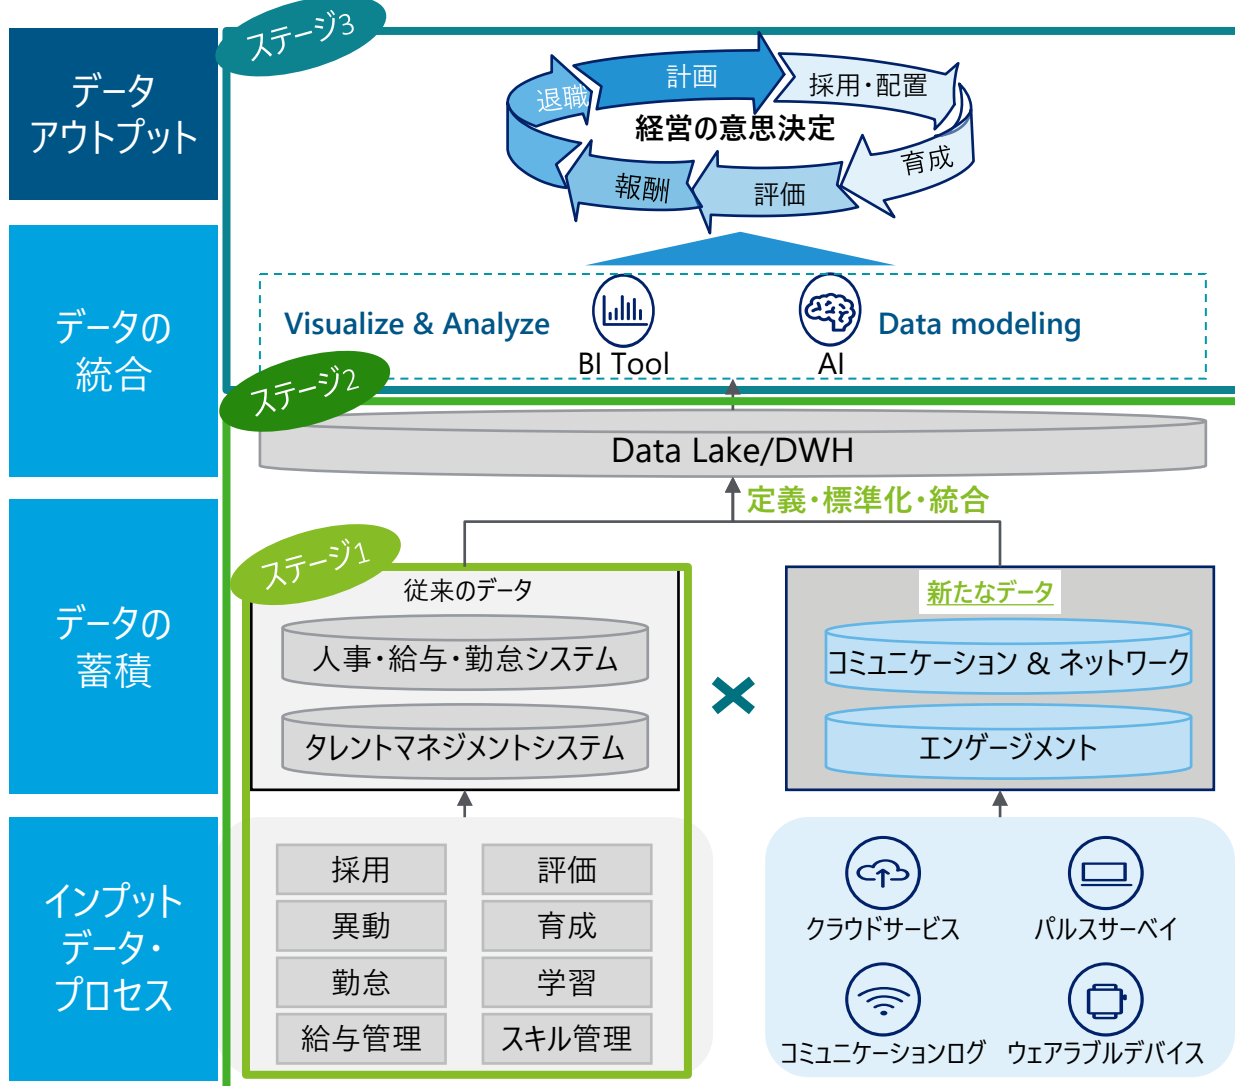 ステージ3
データ
アウトプット
退職
計画
採用・配置
経営の意思決定
育成
報酬
評価
データの
統合
Visualize & Analyze
BI Tool
AI
Data modeling
ステージ2
Data Lake/DWH
定義・標準化・統合
ステージ1
データの
蓄積
従来のデータ
人事・給与・勤怠システム
タレントマネジメントシステム
新たなデータ
コミュニケーション & ネットワーク
エンゲージメント
インプット
データ・
プロセス
採用
評価
異動
育成
勤怠
学習
給与管理
スキル管理
クラウドサービス
パルスサーベイ
コミュニケーションログ
ウェアラブルデバイス